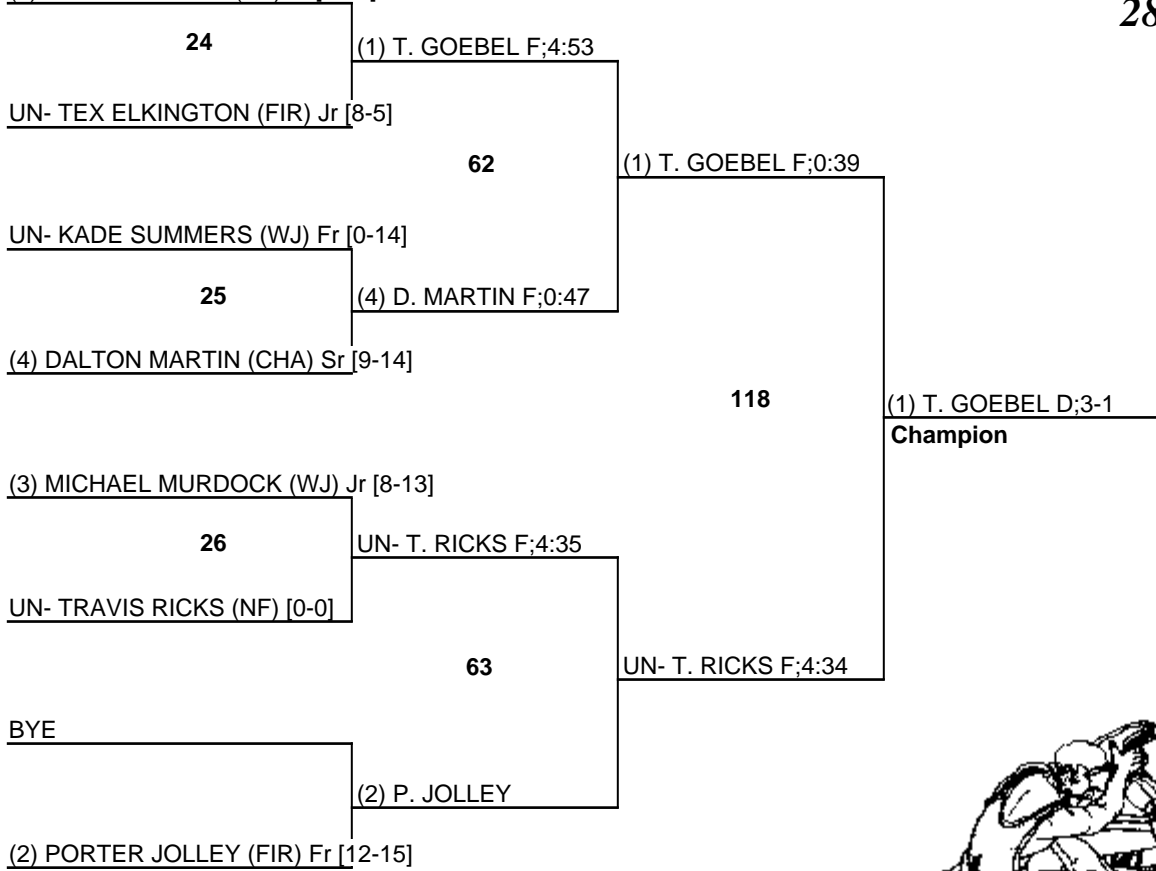 28
24
(1) T. GOEBEL F;4:53
UN- TEX ELKINGTON (FIR) Jr [8-5]
62
(1) T. GOEBEL F;0:39
UN- KADE SUMMERS (WJ) Fr [0-14]
25
(4) D. MARTIN F;0:47
(4) DALTON MARTIN (CHA) Sr [9-14]
118
(1) T. GOEBEL D;3-1
Champion
(3) MICHAEL MURDOCK (WJ) Jr [8-13]
26
UN- T. RICKS F;4:35
UN- TRAVIS RICKS (NF) [0-0]
63
UN- T. RICKS F;4:34
BYE
(2) P. JOLLEY
(2) PORTER JOLLEY (FIR) Fr [12-15]